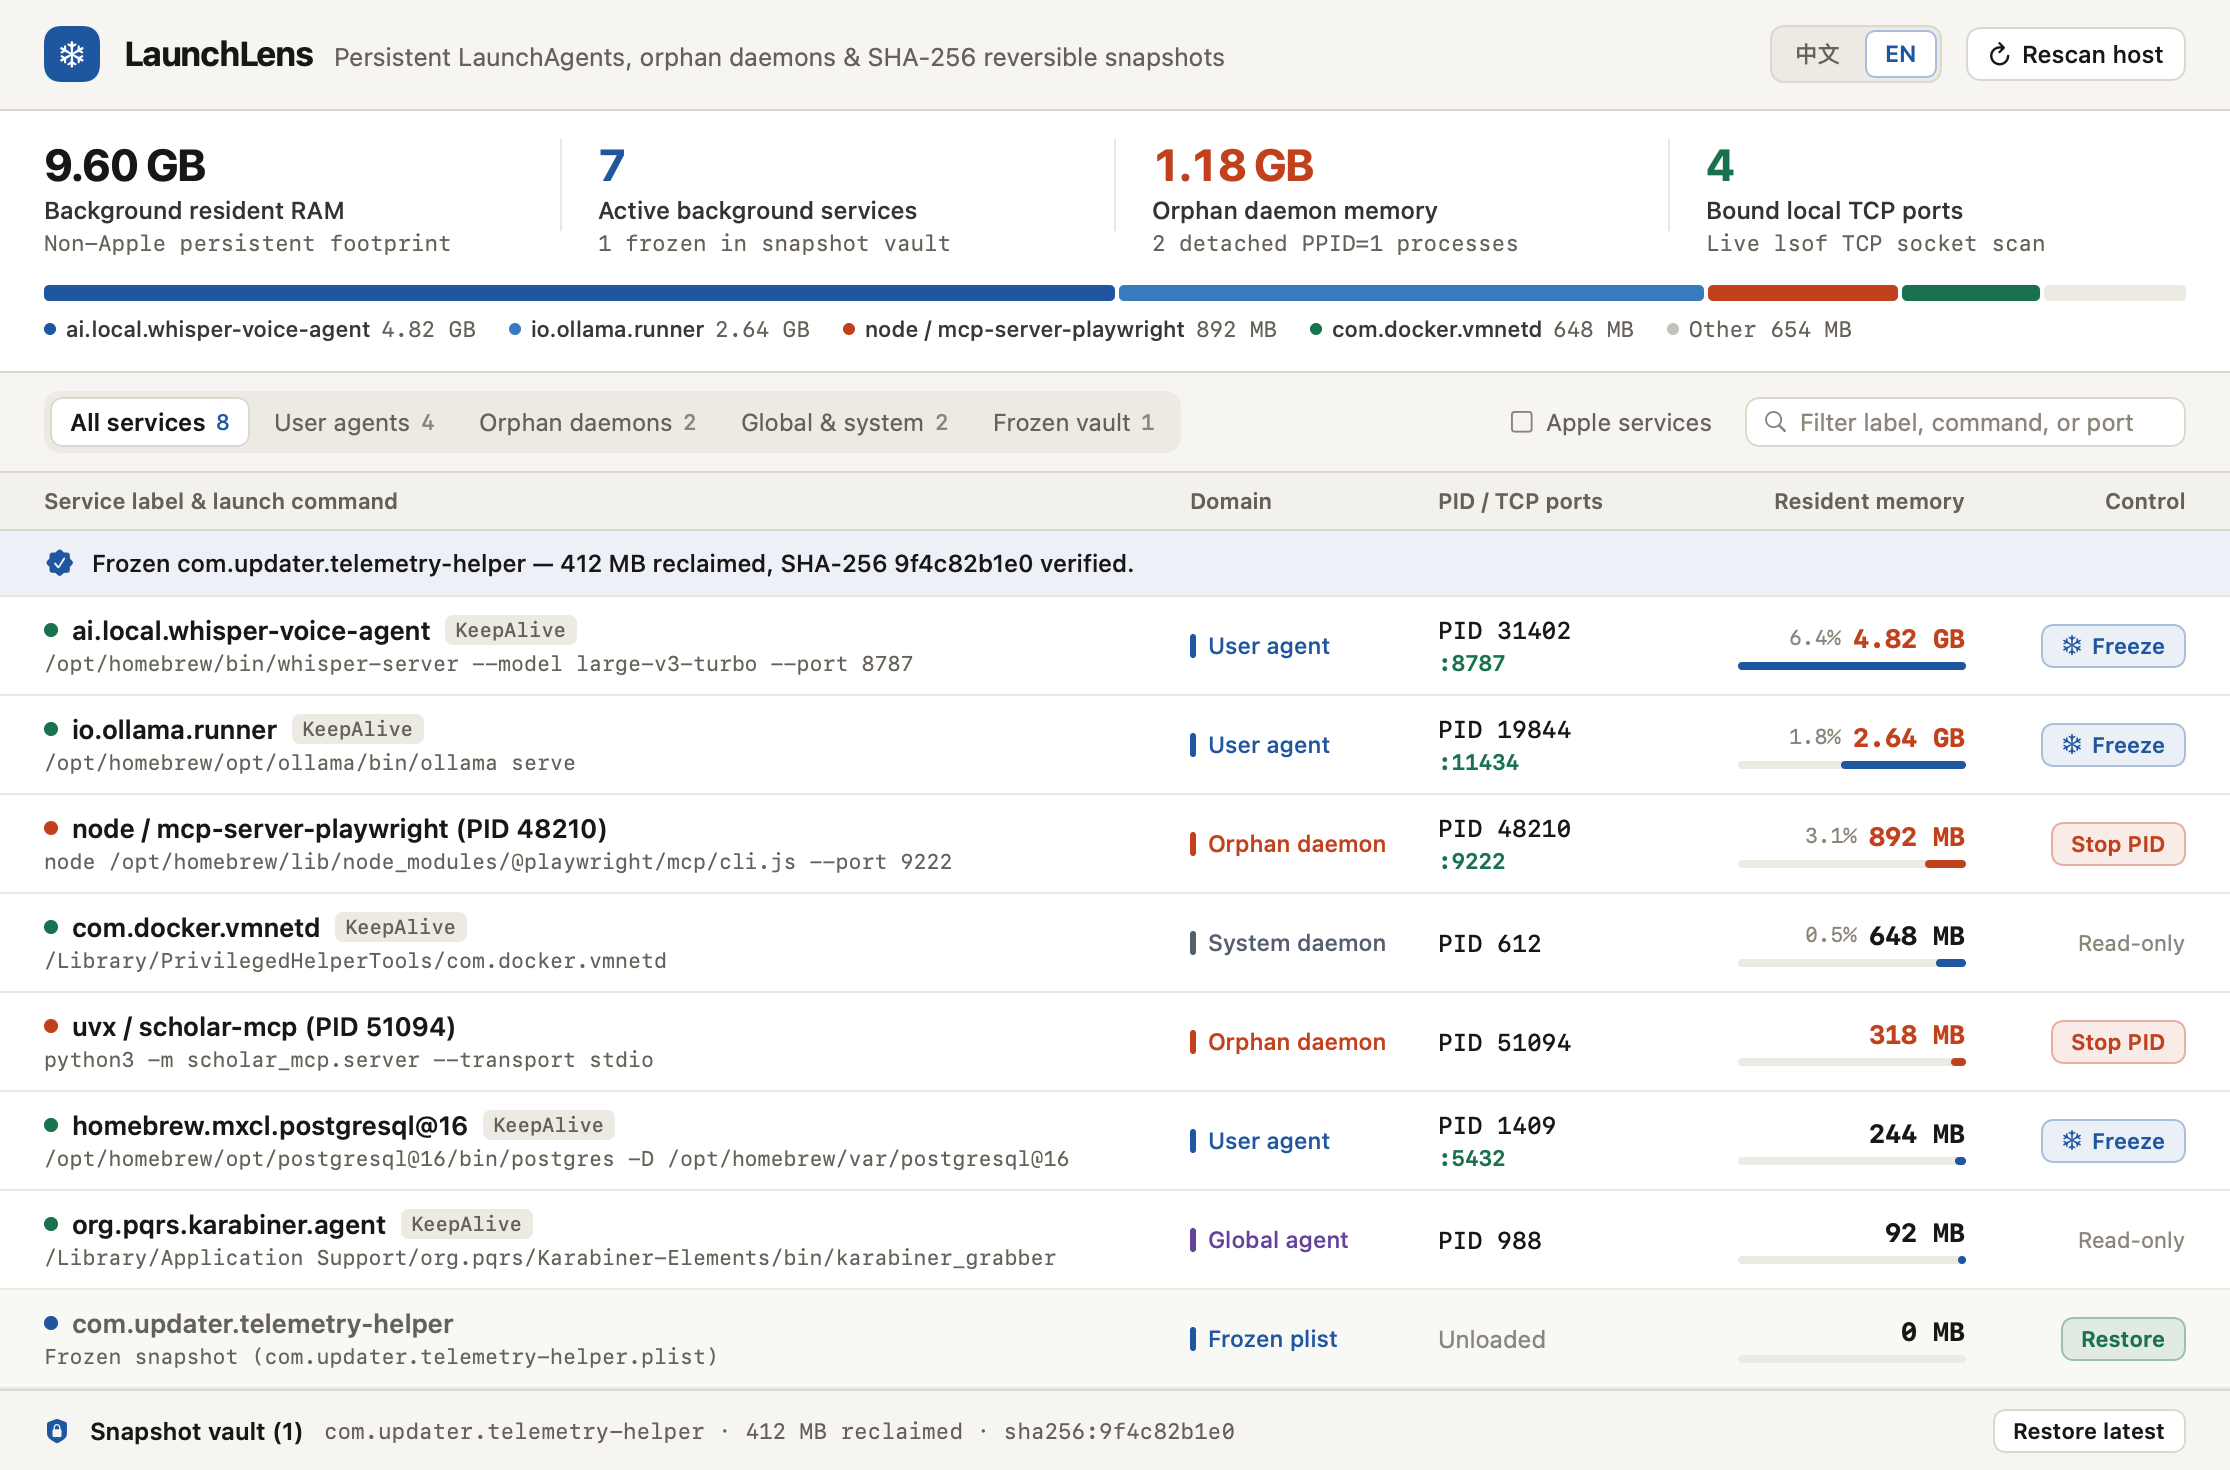 LaunchLens Persistent LaunchAgents, orphan daemons & SHA-256 reversible snapshots
中文 EN Rescan host
9.60 GB
Background resident RAM
Non-Apple persistent footprint
7
Active background services
1 frozen in snapshot vault
1.18 GB
Orphan daemon memory
2 detached PPID=1 processes
4
Bound local TCP ports
Live lsof TCP socket scan
ai.local.whisper-voice-agent 4.82 GB io.ollama.runner 2.64 GB node / mcp-server-playwright 892 MB com.docker.vmnetd 648 MB Other 654 MB
All services 8 User agents 4 Orphan daemons 2 Global & system 2 Frozen vault 1 Apple services Filter label, command, or port
Service label & launch command Domain PID / TCP ports Resident memory Control
Frozen com.updater.telemetry-helper — 412 MB reclaimed, SHA-256 9f4c82b1e0 verified.
ai.local.whisper-voice-agent KeepAlive
/opt/homebrew/bin/whisper-server --model large-v3-turbo --port 8787
User agent
PID 31402
:8787
6.4% 4.82 GB
Freeze
io.ollama.runner KeepAlive
/opt/homebrew/opt/ollama/bin/ollama serve
User agent
PID 19844
:11434
1.8% 2.64 GB
Freeze
node / mcp-server-playwright (PID 48210)
node /opt/homebrew/lib/node_modules/@playwright/mcp/cli.js --port 9222
Orphan daemon
PID 48210
:9222
3.1% 892 MB
Stop PID
com.docker.vmnetd KeepAlive
/Library/PrivilegedHelperTools/com.docker.vmnetd
System daemon
PID 612
0.5% 648 MB
Read-only
uvx / scholar-mcp (PID 51094)
python3 -m scholar_mcp.server --transport stdio
Orphan daemon
PID 51094
318 MB
Stop PID
homebrew.mxcl.postgresql@16 KeepAlive
/opt/homebrew/opt/postgresql@16/bin/postgres -D /opt/homebrew/var/postgresql@16
User agent
PID 1409
:5432
244 MB
Freeze
org.pqrs.karabiner.agent KeepAlive
/Library/Application Support/org.pqrs/Karabiner-Elements/bin/karabiner_grabber
Global agent
PID 988
92 MB
Read-only
com.updater.telemetry-helper
Frozen snapshot (com.updater.telemetry-helper.plist)
Frozen plist
Unloaded
0 MB
Restore
Snapshot vault (1) com.updater.telemetry-helper · 412 MB reclaimed · sha256:9f4c82b1e0 Restore latest